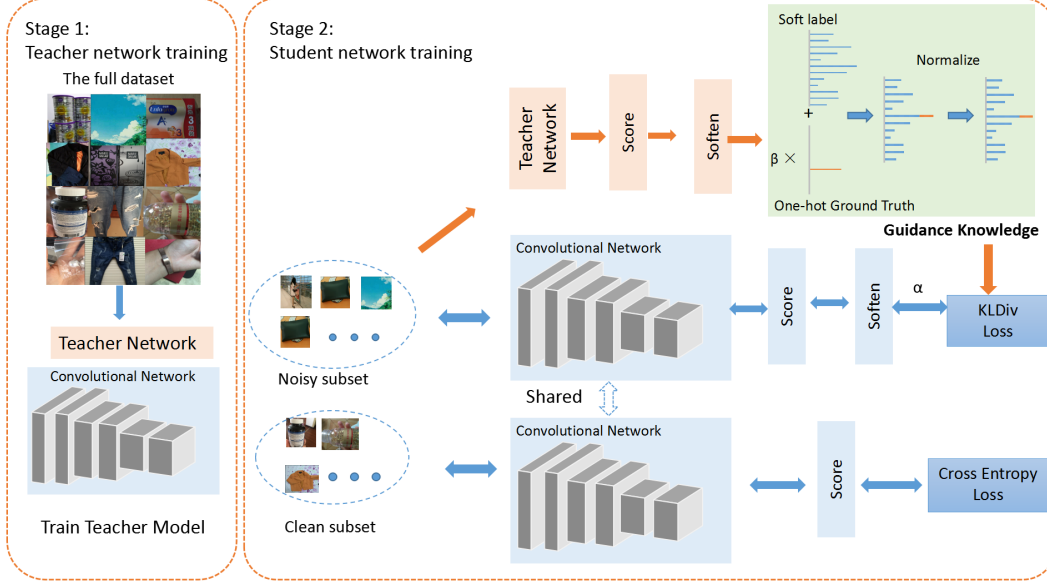 Stage 1:
Teacher network training
The full dataset
Teacher Network
Convolutional Network
Train Teacher Model
Stage 2:
Student network training
Teacher
Network
Score
Soften
Soft label
+
β ×
Normalize
One-hot Ground Truth
Guidance Knowledge
Noisy subset
Convolutional Network
Score
Soften
α
KLDiv
Loss
Shared
Clean subset
Convolutional Network
Score
Cross Entropy
Loss